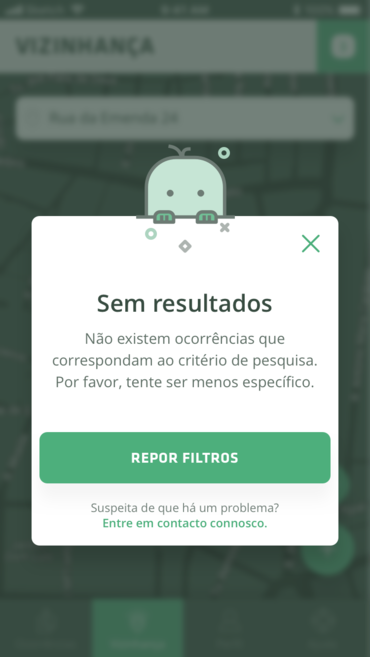 VIZINHANÇA
Rua da Emenda 24
Sem resultados
Não existem ocorrências que
correspondam ao critério de pesquisa.
Por favor, tente ser menos específico.
REPOR FILTROS
Suspeita de que há um problema?
Entre em contacto connosco.